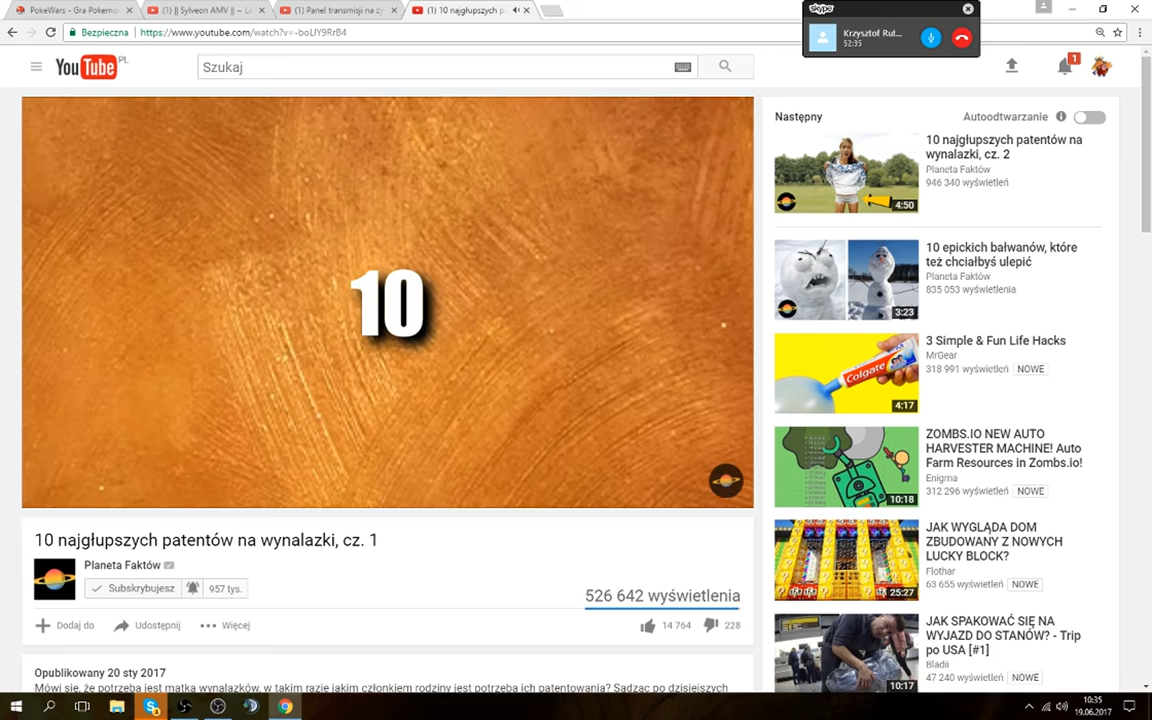 PokeWars - Gra Pokemo
(1) || Sylveon AMV || – L
(1) Panel transmisji na ż
(1) 10 najgłupszych p
Bezpieczna
https://www.youtube.com/watch?v=-boLIY9RrB4
skype
Krzysztof Rut...
52:35
YouTube PL
Szukaj
1
10
10 najgłupszych patentów na wynalazki, cz. 1
Planeta Faktów
Subskrybujesz
957 tys.
526 642 wyświetlenia
Dodaj do
Udostępnij
Więcej
14 764
228
Opublikowany 20 sty 2017
Mówi się, że potrzeba jest matką wynalazków, w takim razie jakim członkiem rodziny jest potrzeba ich patentowania? Sądząc po dzisiejszych
Następny
Autoodtwarzanie
10 najgłupszych patentów na
wynalazki, cz. 2
Planeta Faktów
946 340 wyświetleń
4:50
10 epickich bałwanów, które
też chciałbyś ulepić
Planeta Faktów
835 053 wyświetlenia
3:23
3 Simple & Fun Life Hacks
MrGear
318 991 wyświetleń NOWE
Colgate
4:17
ZOMBS.IO NEW AUTO
HARVESTER MACHINE! Auto
Farm Resources in Zombs.io!
Enigma
312 296 wyświetleń NOWE
10:18
JAK WYGLĄDA DOM
ZBUDOWANY Z NOWYCH
LUCKY BLOCK?
Flothar
63 655 wyświetleń NOWE
25:27
JAK SPAKOWAĆ SIĘ NA
WYJAZD DO STANÓW? - Trip
po USA [#1]
Bladii
47 240 wyświetleń NOWE
10:17
10:35
19.06.2017